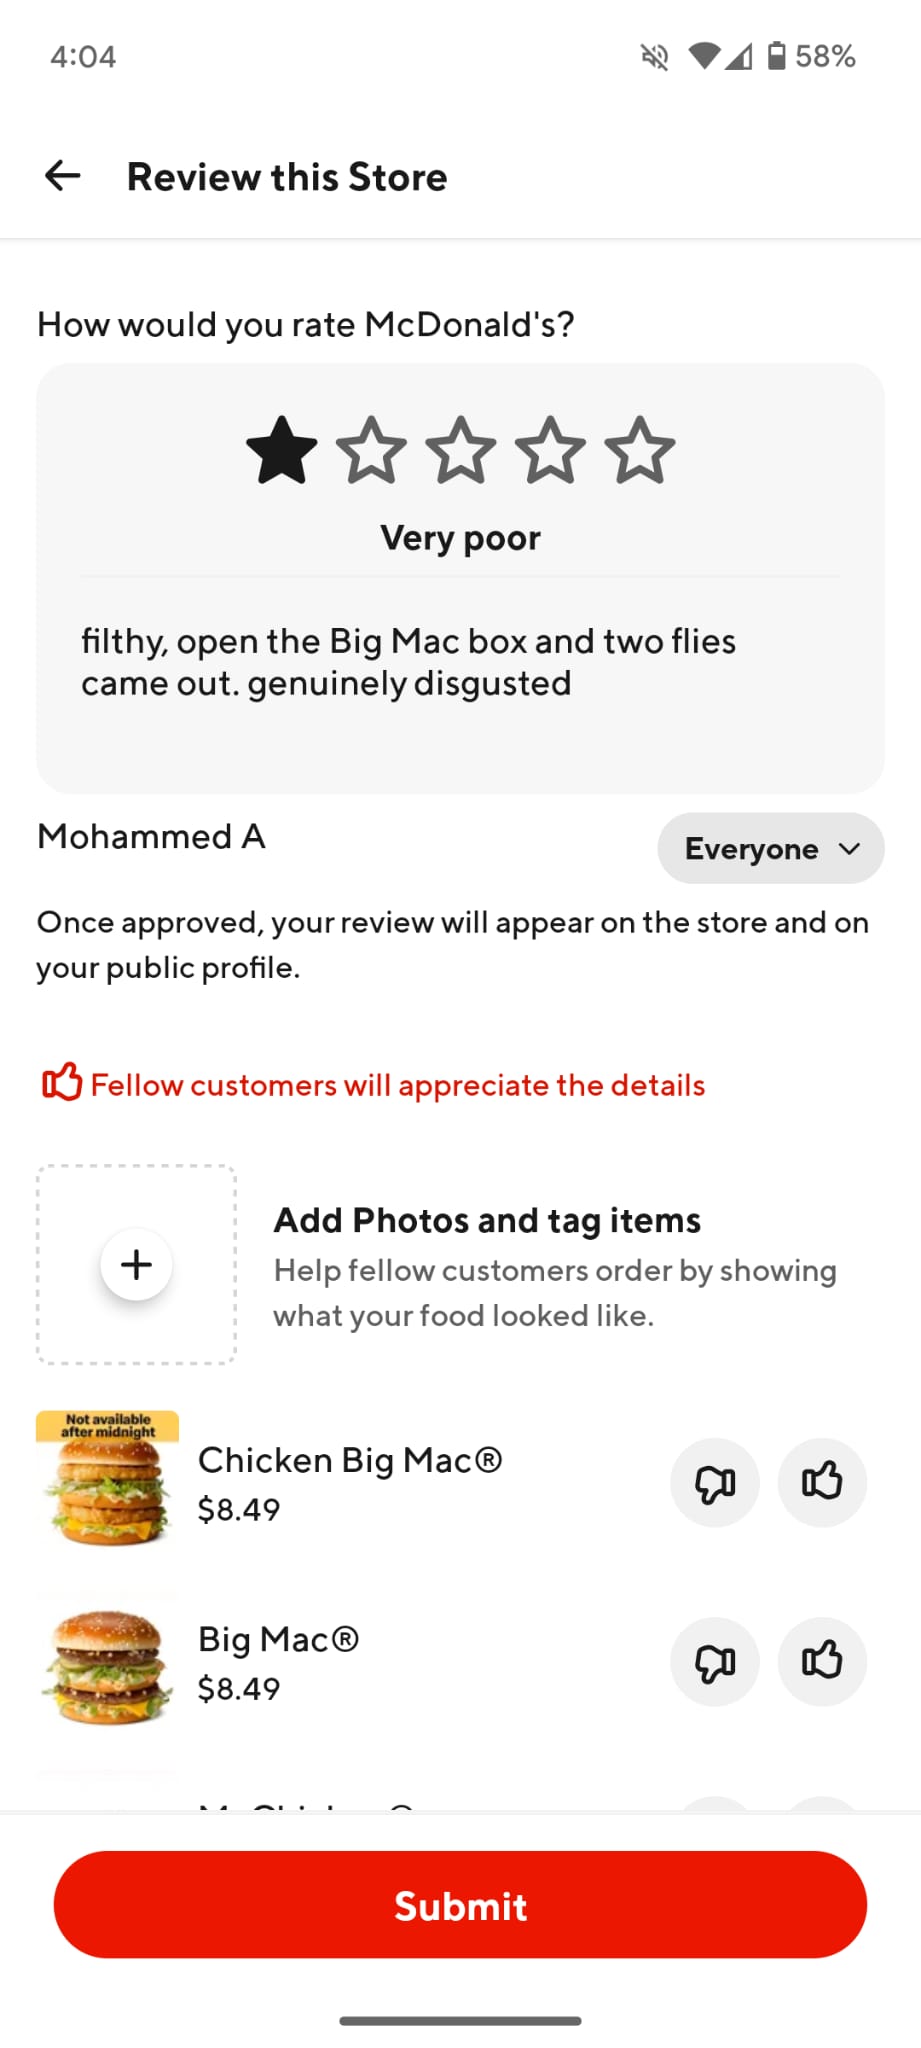 4:04
58%
Review this Store
How would you rate McDonald's?
Very poor
filthy, open the Big Mac box and two flies
came out. genuinely disgusted
Mohammed A
Everyone
Once approved, your review will appear on the store and on
your public profile.
Fellow customers will appreciate the details
Add Photos and tag items
Help fellow customers order by showing
what your food looked like.
Not available
after midnight
Chicken Big Mac®
$8.49
Big Mac®
$8.49
Submit